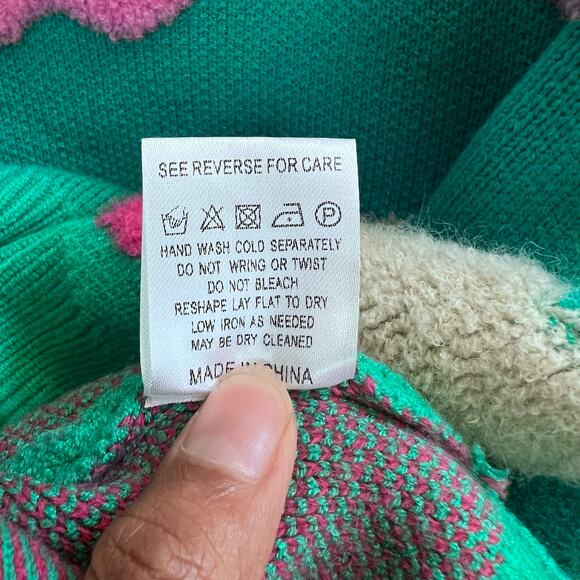 SEE REVERSE FOR CARE
P
HAND WASH COLD SEPARATELY
DO NOT WRING OR TWIST
DO NOT BLEACH
RESHAPE LAY FLAT TO DRY
LOW IRON AS NEEDED
MAY BE DRY CLEANED
MADE IN CHINA